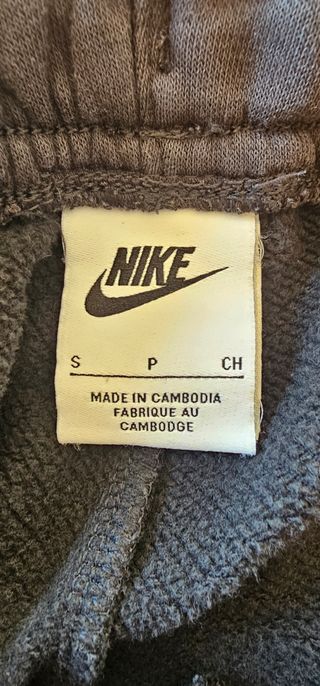 NIKE
S P CH
MADE IN CAMBODIA
FABRIQUE AU
CAMBODGE